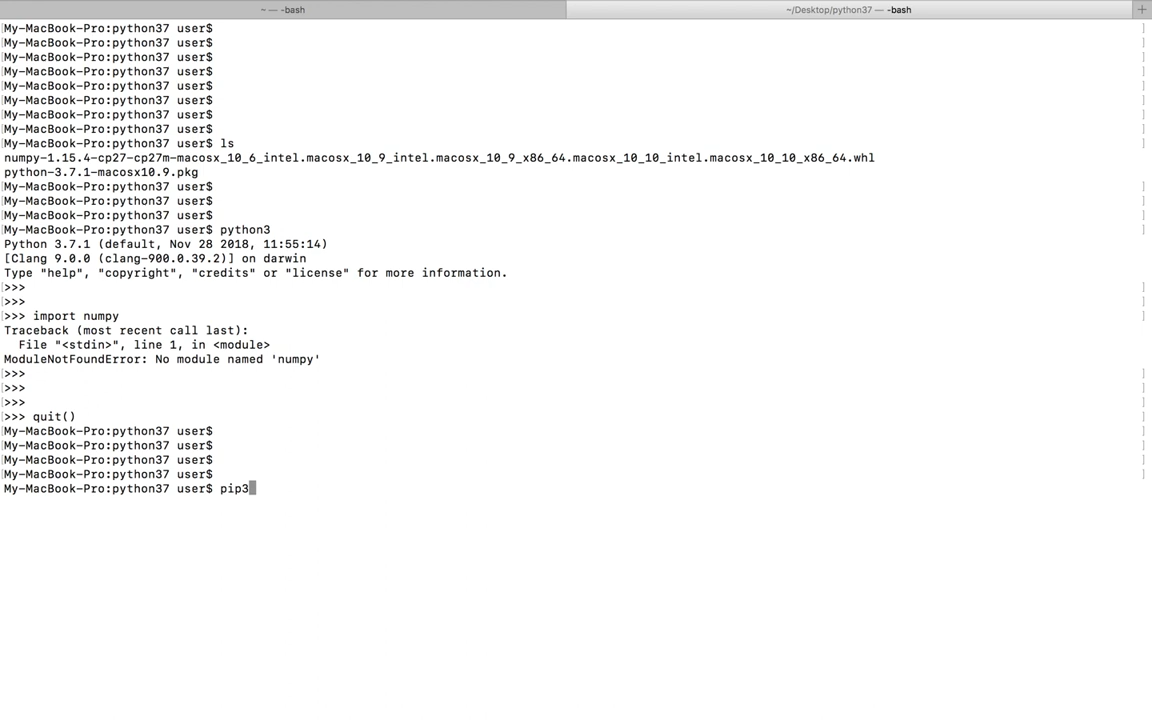 ~ — -bash
~/Desktop/python37 — -bash
+
[My-MacBook-Pro:python37 user$ ]
[My-MacBook-Pro:python37 user$ ]
[My-MacBook-Pro:python37 user$ ]
[My-MacBook-Pro:python37 user$ ]
[My-MacBook-Pro:python37 user$ ]
[My-MacBook-Pro:python37 user$ ]
[My-MacBook-Pro:python37 user$ ]
[My-MacBook-Pro:python37 user$ ]
[My-MacBook-Pro:python37 user$ ls ]
numpy-1.15.4-cp27-cp27m-macosx_10_6_intel.macosx_10_9_intel.macosx_10_9_x86_64.macosx_10_10_intel.macosx_10_10_x86_64.whl
python-3.7.1-macosx10.9.pkg
[My-MacBook-Pro:python37 user$ ]
[My-MacBook-Pro:python37 user$ ]
[My-MacBook-Pro:python37 user$ ]
[My-MacBook-Pro:python37 user$ python3 ]
Python 3.7.1 (default, Nov 28 2018, 11:55:14)
[Clang 9.0.0 (clang-900.0.39.2)] on darwin
Type "help", "copyright", "credits" or "license" for more information.
[>>> ]
[>>> ]
[>>> import numpy ]
Traceback (most recent call last):
  File "<stdin>", line 1, in <module>
ModuleNotFoundError: No module named 'numpy'
[>>> ]
[>>> ]
[>>> ]
[>>> quit() ]
[My-MacBook-Pro:python37 user$ ]
[My-MacBook-Pro:python37 user$ ]
[My-MacBook-Pro:python37 user$ ]
[My-MacBook-Pro:python37 user$ ]
My-MacBook-Pro:python37 user$ pip3